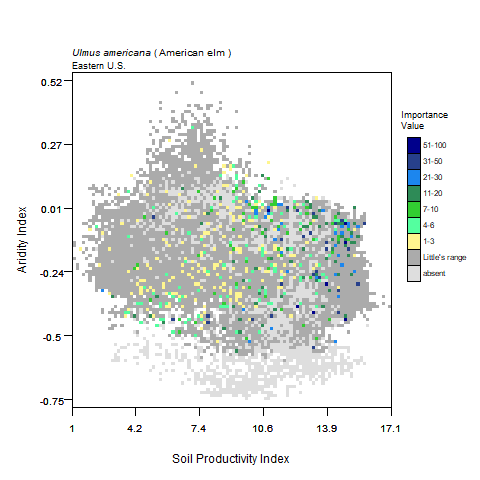 Ulmus americana ( American elm )
Eastern U.S.
0.52
0.27
0.01
-0.24
-0.5
-0.75
Aridity Index
1
4.2
7.4
10.6
13.9
17.1
Soil Productivity Index
Importance
Value
51-100
31-50
21-30
11-20
7-10
4-6
1-3
Little's range
absent